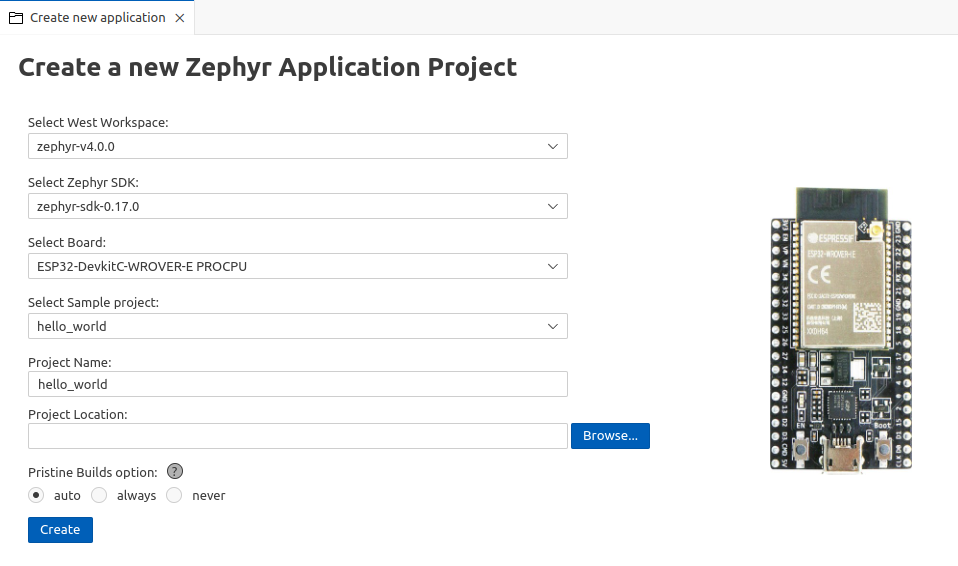 Create new application
Create a new Zephyr Application Project
Select West Workspace:
zephyr-v4.0.0
Select Zephyr SDK:
zephyr-sdk-0.17.0
Select Board:
ESP32-DevkitC-WROVER-E PROCPU
Select Sample project:
hello_world
Project Name:
hello_world
Project Location:
Browse...
Pristine Builds option: ?
auto always never
Create
ESPRESSIF
ESP32-WROVER-E
CE
EN
Boot